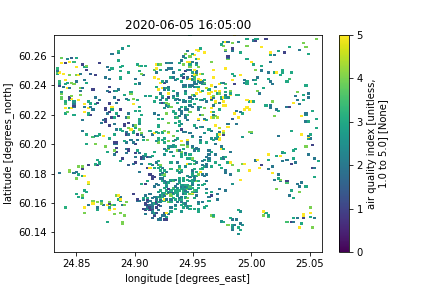 2020-06-05 16:05:00
60.26
60.24
60.22
60.20
60.18
60.16
60.14
latitude [degrees_north]
24.85 24.90 24.95 25.00 25.05
longitude [degrees_east]
5
4
3
2
1
0
air quality index [unitless,
1.0 to 5.0] [None]